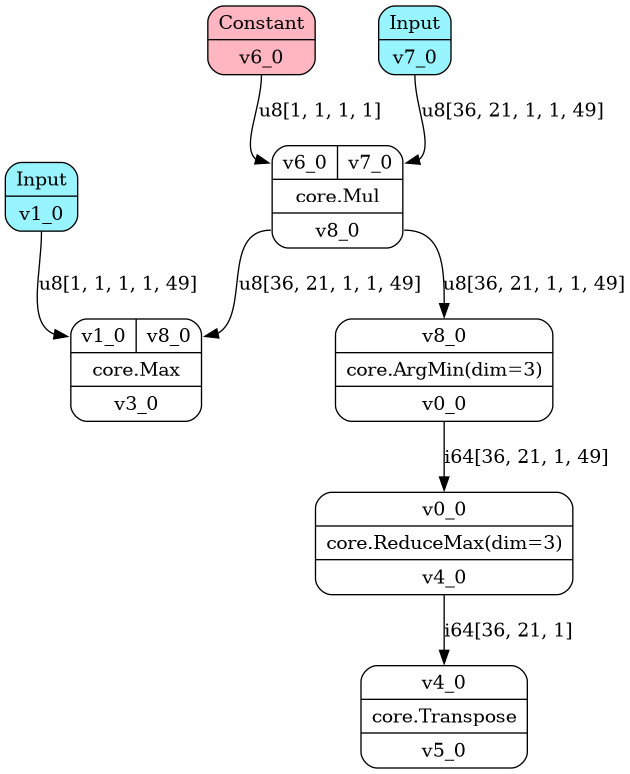 Constant
v6_0
Input
v7_0
u8[1, 1, 1, 1]
u8[36, 21, 1, 1, 49]
Input
v1_0
v6_0 v7_0
core.Mul
v8_0
u8[1, 1, 1, 1, 49]
u8[36, 21, 1, 1, 49]
u8[36, 21, 1, 1, 49]
v1_0 v8_0
core.Max
v3_0
v8_0
core.ArgMin(dim=3)
v0_0
i64[36, 21, 1, 49]
v0_0
core.ReduceMax(dim=3)
v4_0
i64[36, 21, 1]
v4_0
core.Transpose
v5_0